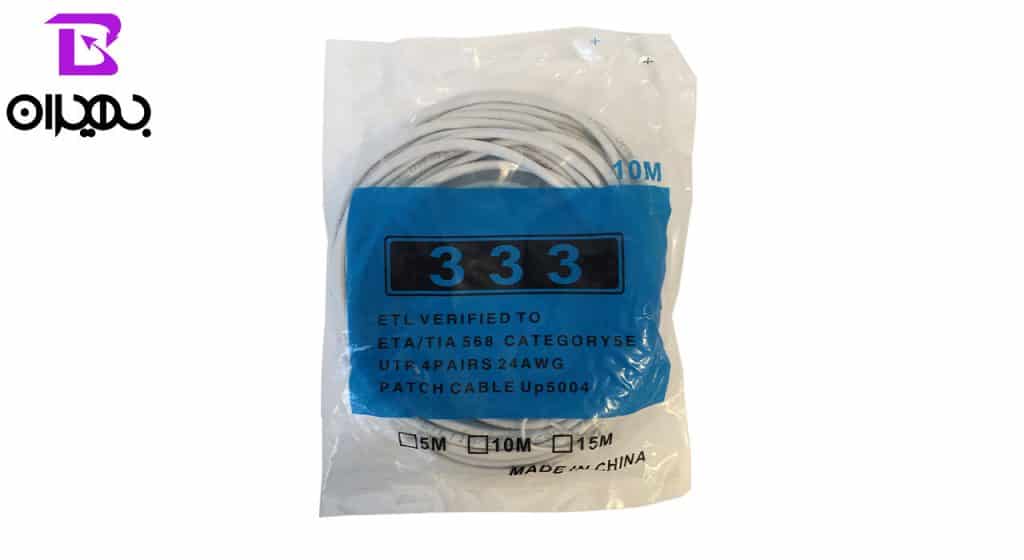 بهیران
10M
333
ETL VERIFIED TO
ETA/TIA 568 CATEGORY5E
UTP 4PAIRS 24AWG
PATCH CABLE Up5004
5M 10M 15M
MADE IN CHINA